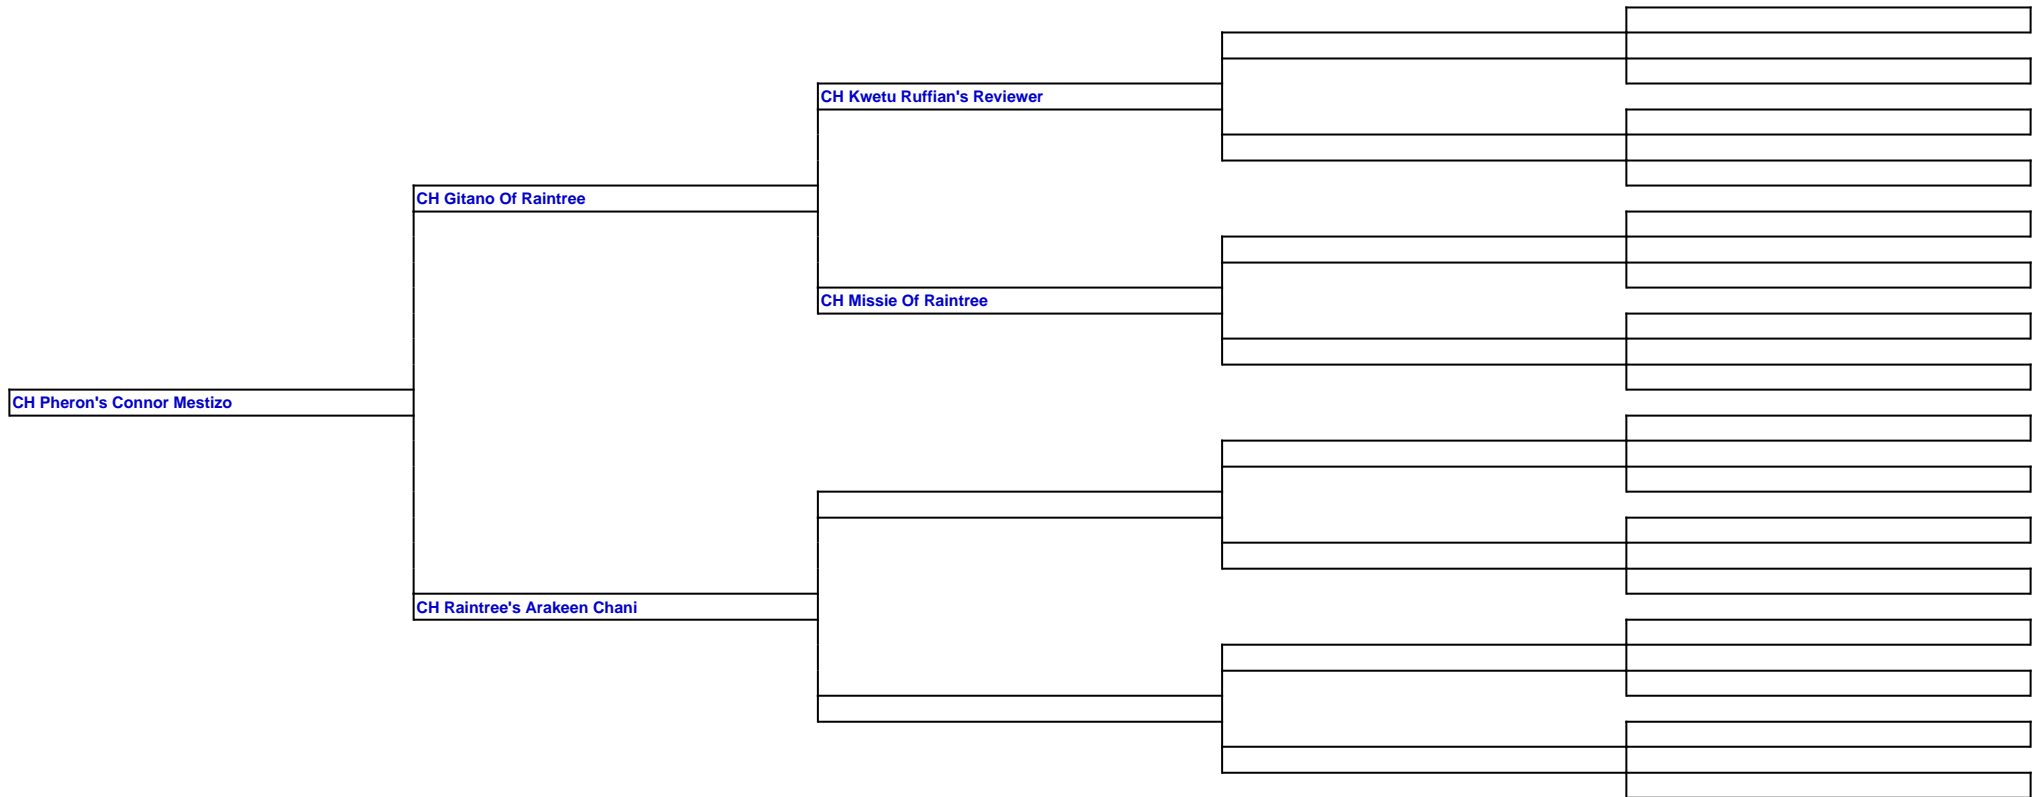 CH Kwetu Ruffian's Reviewer
CH Gitano Of Raintree
CH Missie Of Raintree
CH Pheron's Connor Mestizo
CH Raintree's Arakeen Chani